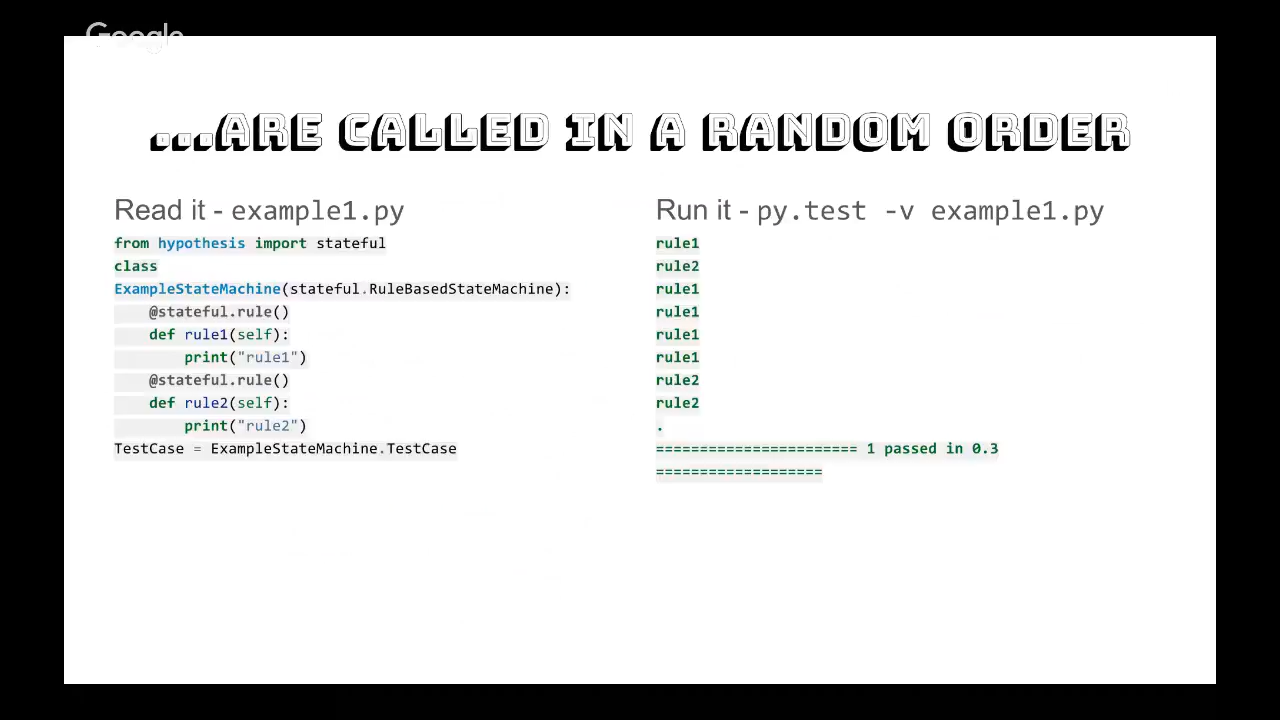 Google
...ARE CALLED IN A RANDOM ORDER
Read it - example1.py
from hypothesis import stateful
class
ExampleStateMachine(stateful.RuleBasedStateMachine):
    @stateful.rule()
    def rule1(self):
        print("rule1")
    @stateful.rule()
    def rule2(self):
        print("rule2")
TestCase = ExampleStateMachine.TestCase
Run it - py.test -v example1.py
rule1
rule2
rule1
rule1
rule1
rule1
rule2
rule2
.
======================= 1 passed in 0.3
===================